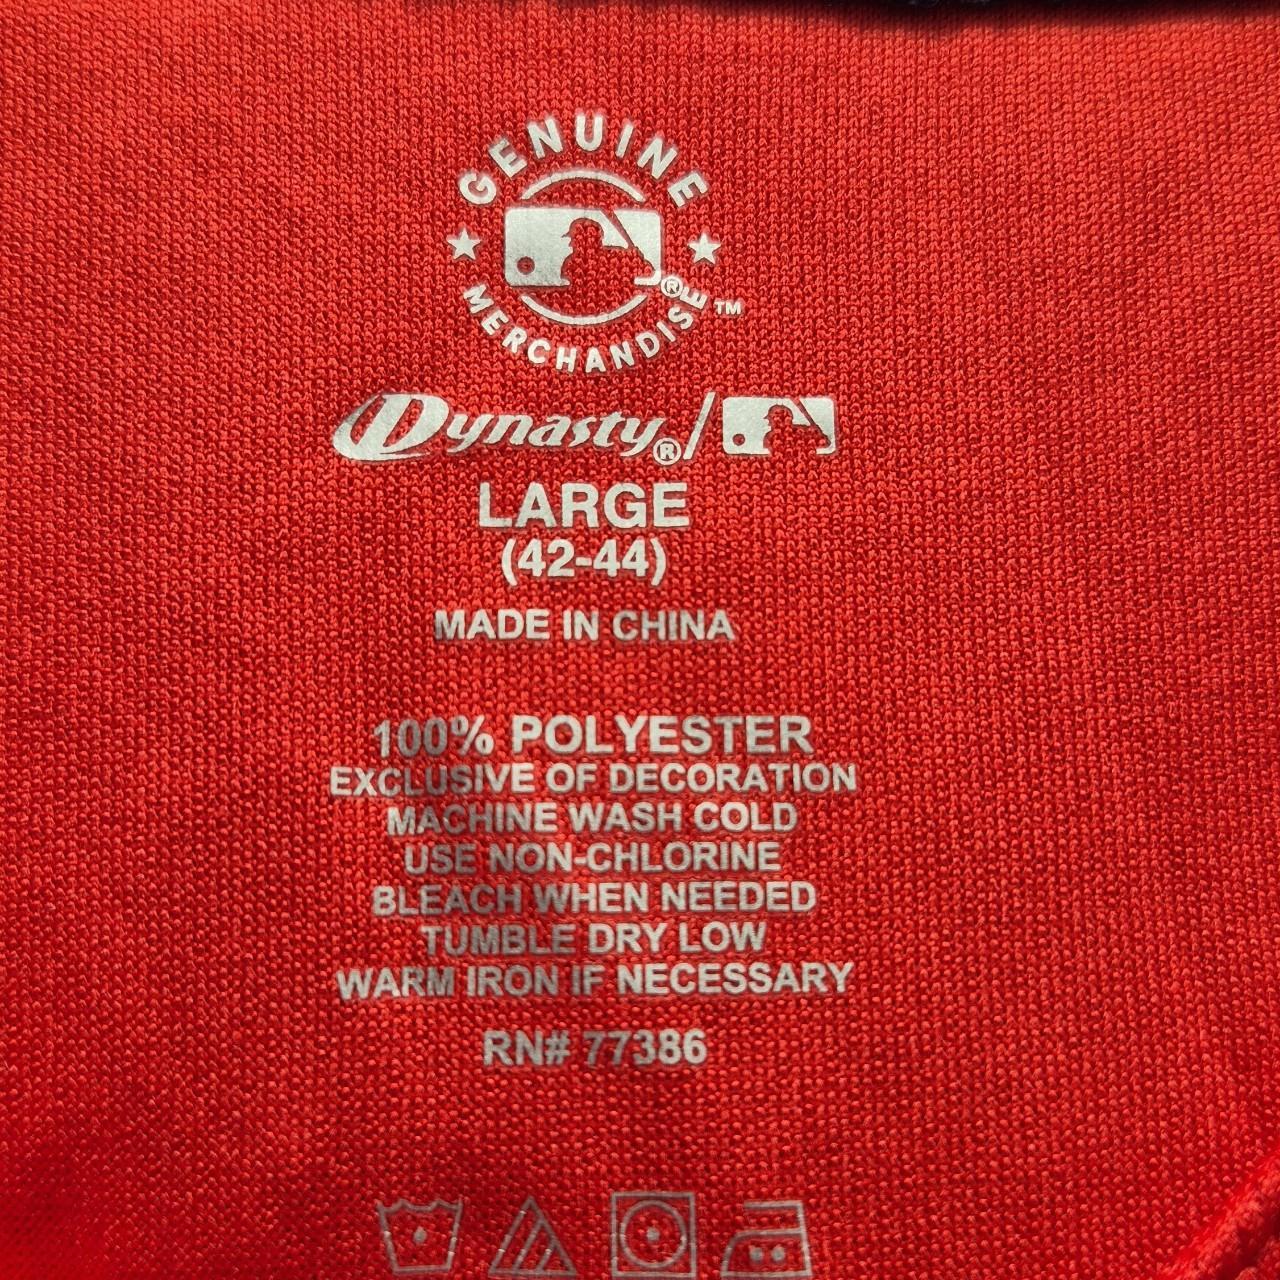 GENUINE
MERCHANDISE ® ™
Dynasty® /
LARGE
(42-44)
MADE IN CHINA
100% POLYESTER
EXCLUSIVE OF DECORATION
MACHINE WASH COLD
USE NON-CHLORINE
BLEACH WHEN NEEDED
TUMBLE DRY LOW
WARM IRON IF NECESSARY
RN# 77386